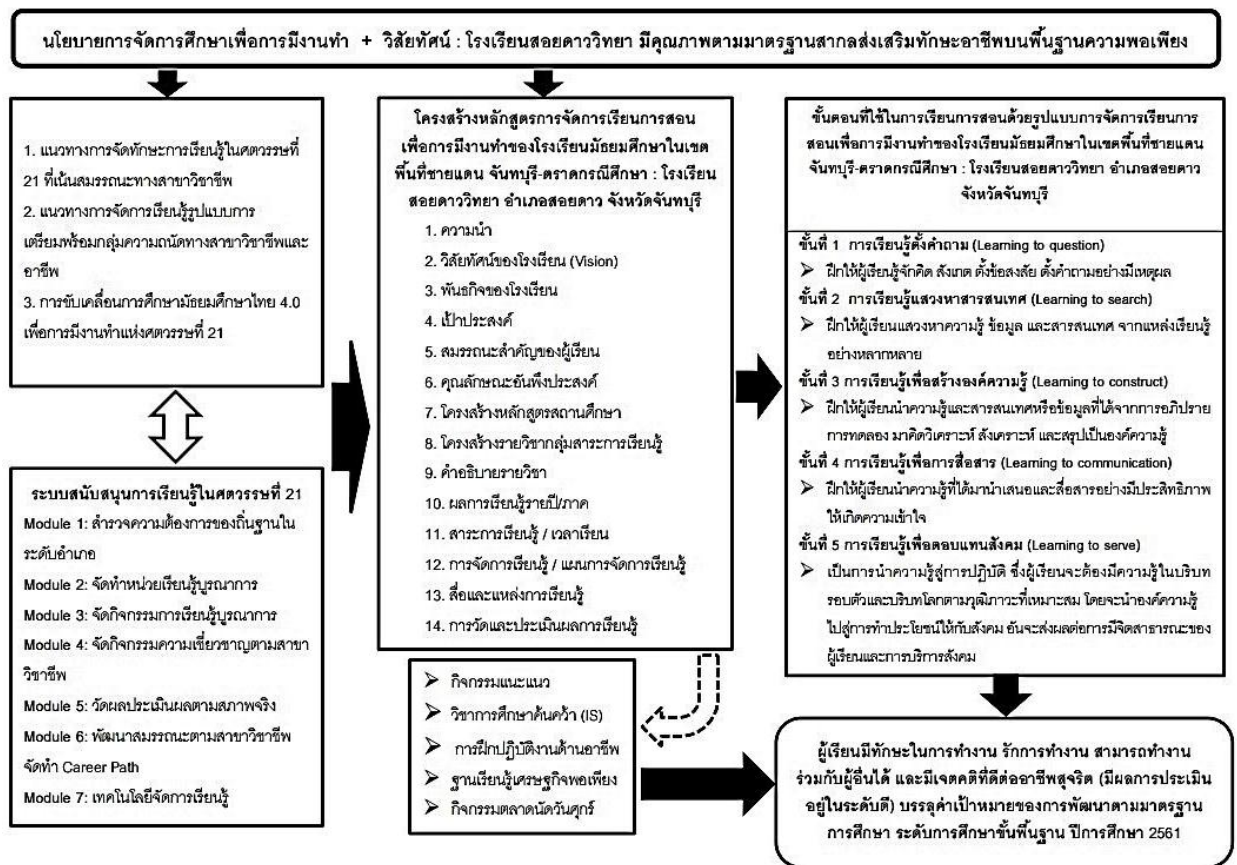 นโยบายการจัดการศึกษาเพื่อการมีงานทำ + วิสัยทัศน์ : โรงเรียนสอยดาววิทยา มีคุณภาพตามมาตรฐานสากลส่งเสริมทักษะอาชีพบนพื้นฐานความพอเพียง
1. แนวทางการจัดทักษะการเรียนรู้ในศตวรรษที่
21 ที่เน้นสมรรถนะทางสาขาวิชาชีพ
2. แนวทางการจัดการเรียนรู้รูปแบบการ
เตรียมพร้อมกลุ่มความถนัดทางสาขาวิชาชีพและ
อาชีพ
3. การขับเคลื่อนการศึกษามัธยมศึกษาไทย 4.0
เพื่อการมีงานทำแห่งศตวรรษที่ 21
ระบบสนับสนุนการเรียนรู้ในศตวรรษที่ 21
Module 1: สำรวจความต้องการของถิ่นฐานใน
ระดับอำเภอ
Module 2: จัดทำหน่วยเรียนรู้บูรณาการ
Module 3: จัดกิจกรรมการเรียนรู้บูรณาการ
Module 4: จัดกิจกรรมความเชี่ยวชาญตามสาขา
วิชาชีพ
Module 5: วัดผลประเมินผลตามสภาพจริง
Module 6: พัฒนาสมรรถนะตามสาขาวิชาชีพ
จัดทำ Career Path
Module 7: เทคโนโลยีจัดการเรียนรู้
โครงสร้างหลักสูตรการจัดการเรียนการสอน
เพื่อการมีงานทำของโรงเรียนมัธยมศึกษาในเขต
พื้นที่ชายแดน จันทบุรี-ตราดกรณีศึกษา : โรงเรียน
สอยดาววิทยา อำเภอสอยดาว จังหวัดจันทบุรี
1. ความนำ
2. วิสัยทัศน์ของโรงเรียน (Vision)
3. พันธกิจของโรงเรียน
4. เป้าประสงค์
5. สมรรถนะสำคัญของผู้เรียน
6. คุณลักษณะอันพึงประสงค์
7. โครงสร้างหลักสูตรสถานศึกษา
8. โครงสร้างรายวิชากลุ่มสาระการเรียนรู้
9. คำอธิบายรายวิชา
10. ผลการเรียนรู้รายปี/ภาค
11. สาระการเรียนรู้ / เวลาเรียน
12. การจัดการเรียนรู้ / แผนการจัดการเรียนรู้
13. สื่อและแหล่งการเรียนรู้
14. การวัดและประเมินผลการเรียนรู้
➢ กิจกรรมแนะแนว
➢ วิชาการศึกษาค้นคว้า (IS)
➢ การฝึกปฏิบัติงานด้านอาชีพ
➢ ฐานเรียนรู้เศรษฐกิจพอเพียง
➢ กิจกรรมตลาดนัดวันศุกร์
ขั้นตอนที่ใช้ในการเรียนการสอนด้วยรูปแบบการจัดการเรียนการ
สอนเพื่อการมีงานทำของโรงเรียนมัธยมศึกษาในเขตพื้นที่ชายแดน
จันทบุรี-ตราดกรณีศึกษา : โรงเรียนสอยดาววิทยา อำเภอสอยดาว
จังหวัดจันทบุรี
ขั้นที่ 1 การเรียนรู้ตั้งคำถาม (Learning to question)
➢ ฝึกให้ผู้เรียนรู้จักคิด สังเกต ตั้งข้อสงสัย ตั้งคำถามอย่างมีเหตุผล
ขั้นที่ 2 การเรียนรู้แสวงหาสารสนเทศ (Learning to search)
➢ ฝึกให้ผู้เรียนแสวงหาความรู้ ข้อมูล และสารสนเทศ จากแหล่งเรียนรู้
อย่างหลากหลาย
ขั้นที่ 3 การเรียนรู้เพื่อสร้างองค์ความรู้ (Learning to construct)
➢ ฝึกให้ผู้เรียนนำความรู้และสารสนเทศหรือข้อมูลที่ได้จากการอภิปราย
การทดลอง มาคิดวิเคราะห์ สังเคราะห์ และสรุปเป็นองค์ความรู้
ขั้นที่ 4 การเรียนรู้เพื่อการสื่อสาร (Learning to communication)
➢ ฝึกให้ผู้เรียนนำความรู้ที่ได้มานำเสนอและสื่อสารอย่างมีประสิทธิภาพ
ให้เกิดความเข้าใจ
ขั้นที่ 5 การเรียนรู้เพื่อตอบแทนสังคม (Learning to serve)
➢ เป็นการนำความรู้สู่การปฏิบัติ ซึ่งผู้เรียนจะต้องมีความรู้ในบริบท
รอบตัวและบริบทโลกตามวุฒิภาวะที่เหมาะสม โดยจะนำองค์ความรู้
ไปสู่การทำประโยชน์ให้กับสังคม อันจะส่งผลต่อการมีจิตสาธารณะของ
ผู้เรียนและการบริการสังคม
ผู้เรียนมีทักษะในการทำงาน รักการทำงาน สามารถทำงาน
ร่วมกับผู้อื่นได้ และมีเจตคติที่ดีต่ออาชีพสุจริต (มีผลการประเมิน
อยู่ในระดับดี) บรรลุค่าเป้าหมายของการพัฒนาตามมาตรฐาน
การศึกษา ระดับการศึกษาขั้นพื้นฐาน ปีการศึกษา 2561